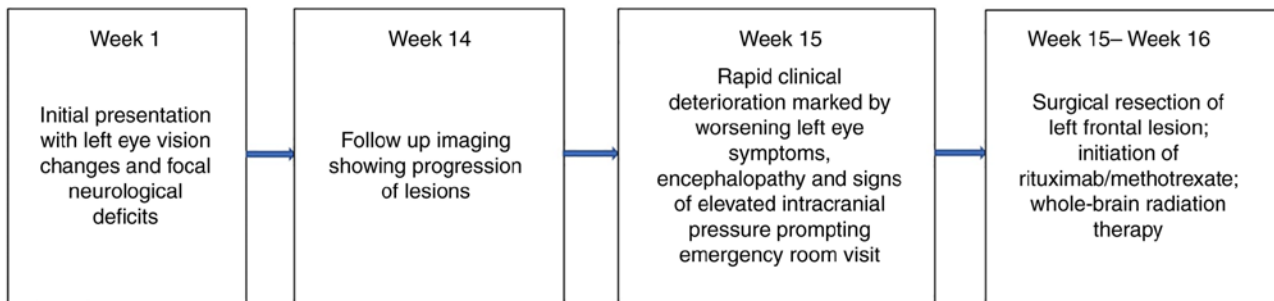 Week 1
Initial presentation
with left eye vision
changes and focal
neurological
deficits
Week 14
Follow up imaging
showing progression
of lesions
Week 15
Rapid clinical
deterioration marked by
worsening left eye
symptoms,
encephalopathy and signs
of elevated intracranial
pressure prompting
emergency room visit
Week 15– Week 16
Surgical resection of
left frontal lesion;
initiation of
rituximab/methotrexate;
whole-brain radiation
therapy